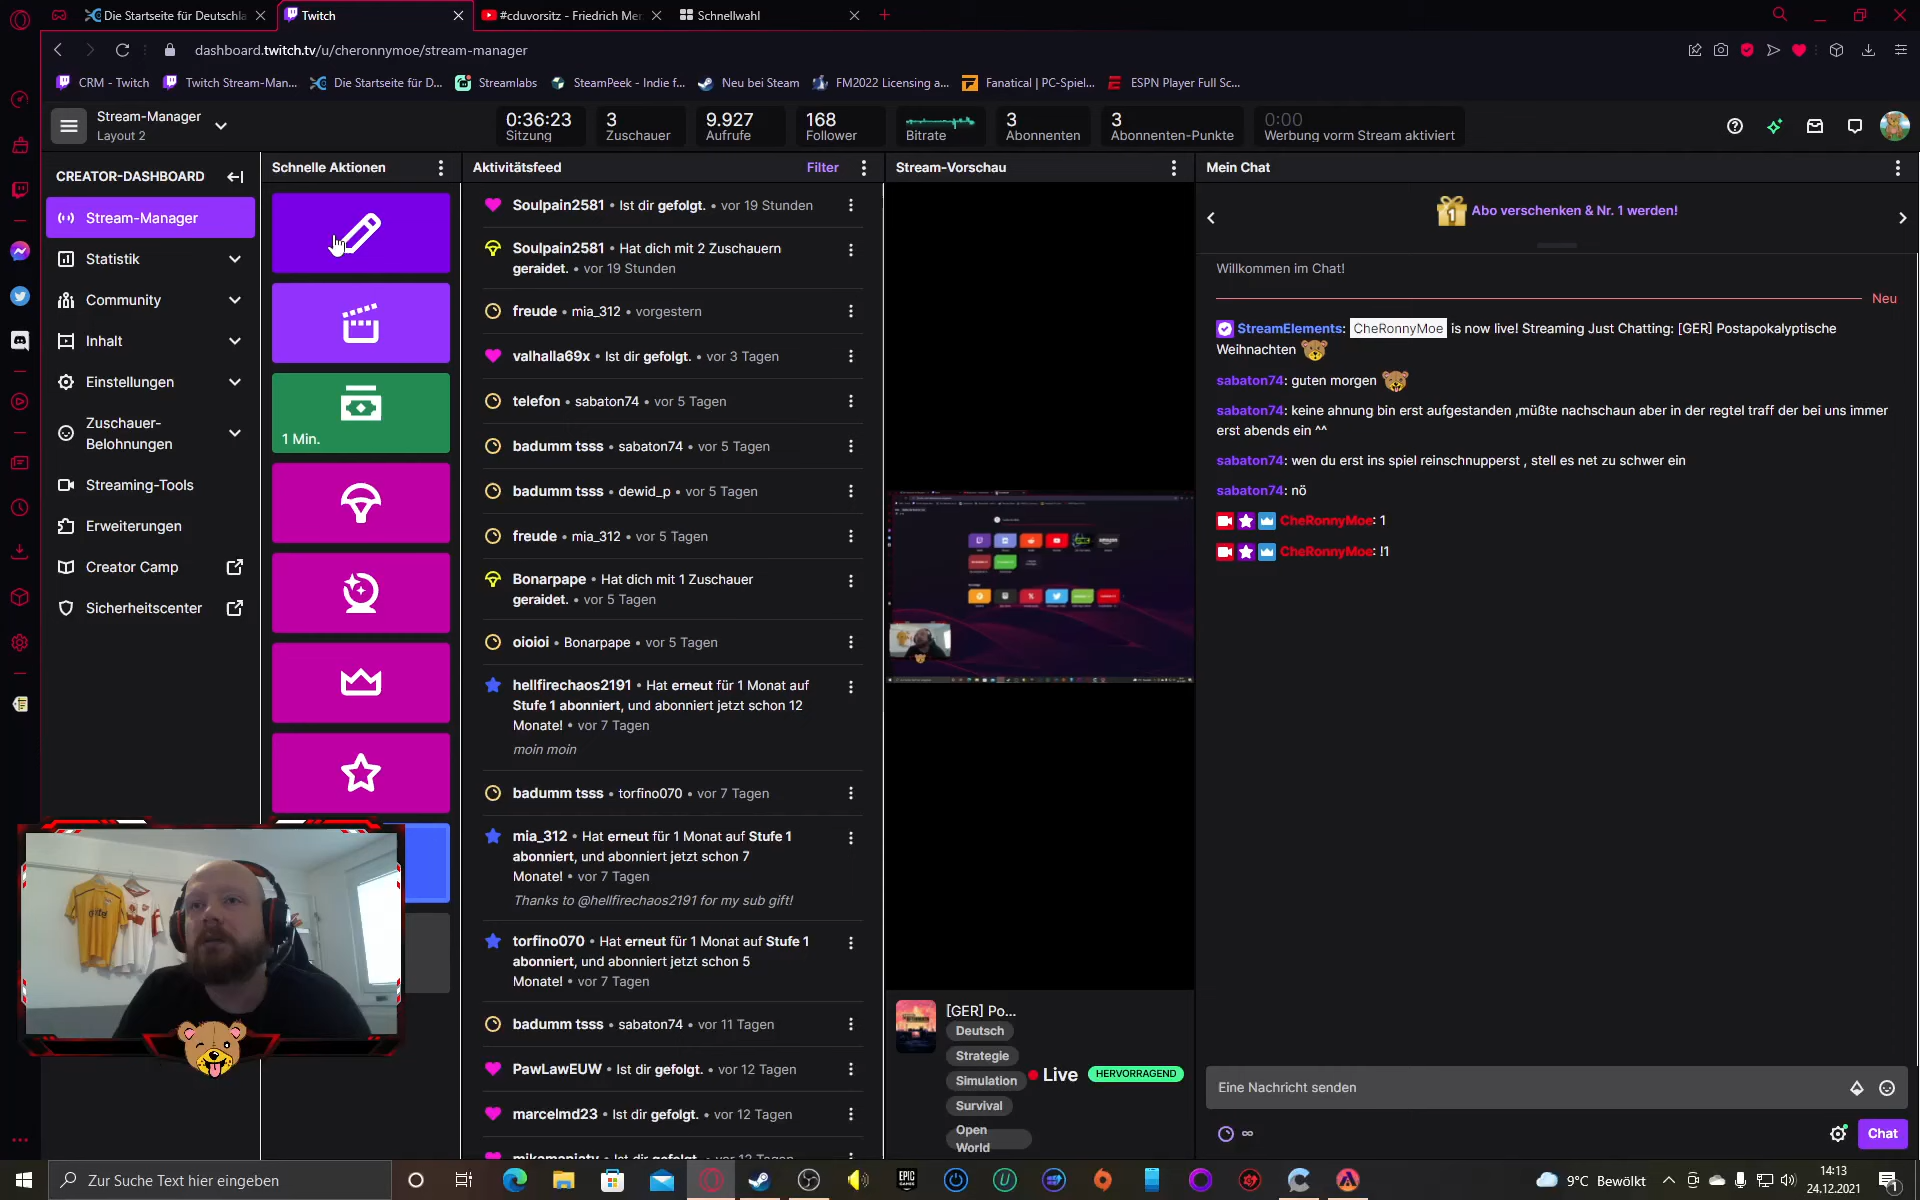 Die Startseite für Deutschla
Twitch
#cduvorsitz - Friedrich Mer
Schnellwahl
dashboard.twitch.tv/u/cheronnymoe/stream-manager
CRM - Twitch
Twitch Stream-Man...
Die Startseite für D...
Streamlabs
SteamPeek - Indie f...
Neu bei Steam
FM2022 Licensing a...
Fanatical | PC-Spiel...
ESPN Player Full Sc...
Stream-Manager
Layout 2
0:36:23
Sitzung
3
Zuschauer
9.927
Aufrufe
168
Follower
Bitrate
3
Abonnenten
3
Abonnenten-Punkte
0:00
Werbung vorm Stream aktiviert
CREATOR-DASHBOARD
Stream-Manager
Statistik
Community
Inhalt
Einstellungen
Zuschauer-
Belohnungen
Streaming-Tools
Erweiterungen
Creator Camp
Sicherheitscenter
Schnelle Aktionen
1 Min.
Aktivitätsfeed
Filter
Soulpain2581 • Ist dir gefolgt. • vor 19 Stunden
Soulpain2581 • Hat dich mit 2 Zuschauern
geraidet. • vor 19 Stunden
freude • mia_312 • vorgestern
valhalla69x • Ist dir gefolgt. • vor 3 Tagen
telefon • sabaton74 • vor 5 Tagen
badumm tsss • sabaton74 • vor 5 Tagen
badumm tsss • dewid_p • vor 5 Tagen
freude • mia_312 • vor 5 Tagen
Bonarpape • Hat dich mit 1 Zuschauer
geraidet. • vor 5 Tagen
oioioi • Bonarpape • vor 5 Tagen
hellfirechaos2191 • Hat erneut für 1 Monat auf
Stufe 1 abonniert, und abonniert jetzt schon 12
Monate! • vor 7 Tagen
moin moin
badumm tsss • torfino070 • vor 7 Tagen
mia_312 • Hat erneut für 1 Monat auf Stufe 1
abonniert, und abonniert jetzt schon 7
Monate! • vor 7 Tagen
Thanks to @hellfirechaos2191 for my sub gift!
torfino070 • Hat erneut für 1 Monat auf Stufe 1
abonniert, und abonniert jetzt schon 5
Monate! • vor 7 Tagen
badumm tsss • sabaton74 • vor 11 Tagen
PawLawEUW • Ist dir gefolgt. • vor 12 Tagen
marcelmd23 • Ist dir gefolgt. • vor 12 Tagen
Stream-Vorschau
[GER] Po...
Deutsch
Strategie
Simulation
Survival
Open
World
Live
HERVORRAGEND
Mein Chat
1
Abo verschenken & Nr. 1 werden!
Willkommen im Chat!
Neu
StreamElements: CheRonnyMoe is now live! Streaming Just Chatting: [GER] Postapokalyptische
Weihnachten
sabaton74: guten morgen
sabaton74: keine ahnung bin erst aufgestanden ,müßte nachschaun aber in der regtel traff der bei uns immer
erst abends ein ^^
sabaton74: wen du erst ins spiel reinschnupperst , stell es net zu schwer ein
sabaton74: nö
CheRonnyMoe: 1
CheRonnyMoe: !1
Eine Nachricht senden
∞
Chat
Zur Suche Text hier eingeben
EPIC
GAMES
9°C Bewölkt
14:13
24.12.2021
1